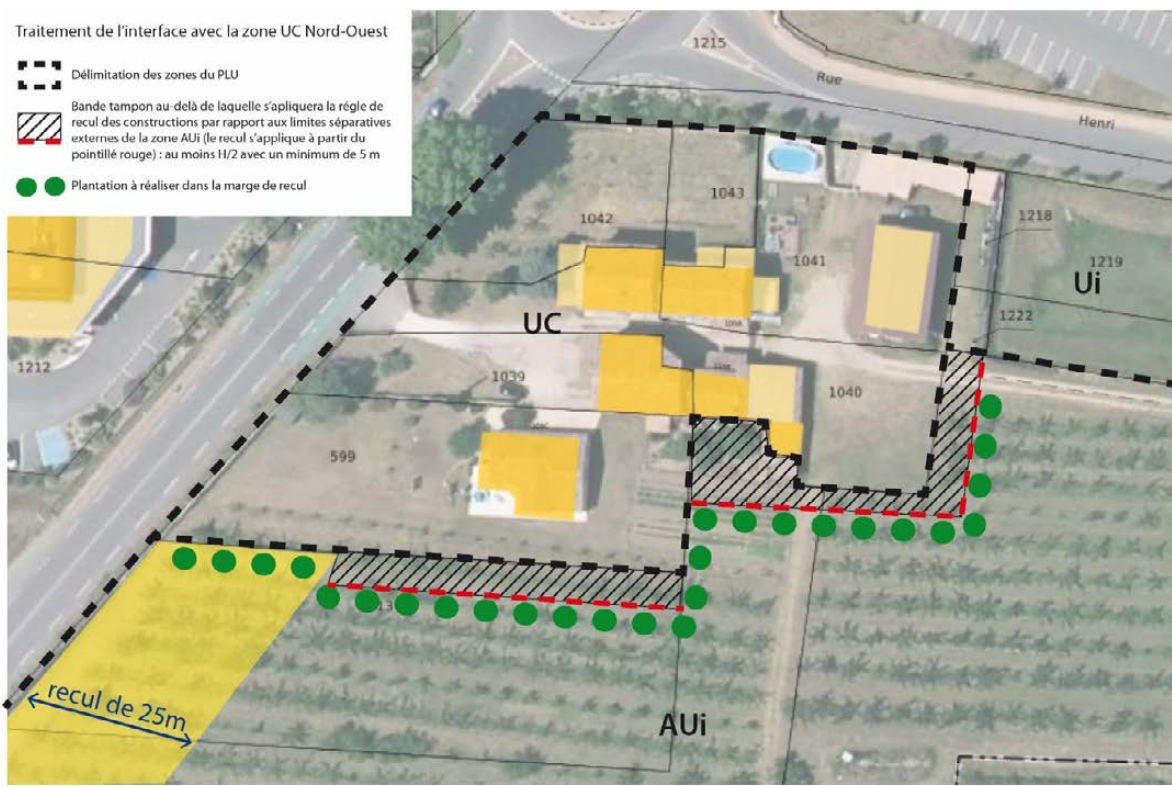 Traitement de l'interface avec la zone UC Nord-Ouest
Délimitation des zones du PLU
Bande tampon au-delà de laquelle s'apliquera la régle de
recul des constructions par rapport aux limites séparatives
externes de la zone AUi (le recul s'applique à partir du
pointillé rouge) : au moins H/2 avec un minimum de 5 m
Plantation à réaliser dans la marge de recul
1215
Rue
Henri
1043
1042
1218
1041
1219
Ui
UC
1222
1212
1039
1040
599
recul de 25m
AUi